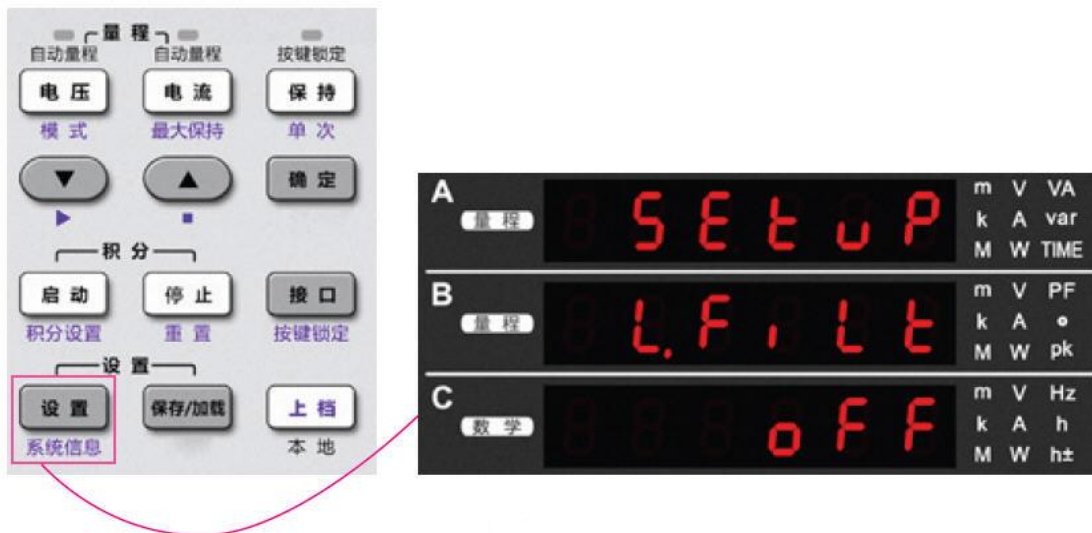 量 程
自动量程 自动量程 按键锁定
电 压 电 流 保 持
模 式 最大保持 单 次
▼ ▲ 确 定
▶ ■
积 分
启 动 停 止 接 口
积分设置 重 置 按键锁定
设 置
设 置 保存/加载 上 档
系统信息 本 地
A 量 程 SEtuP
m V VA
k A var
M W TIME
B 量 程 L.FiLt
m V PF
k A °
M W pk
C 数 学 oFF
m V Hz
k A h
M W h±